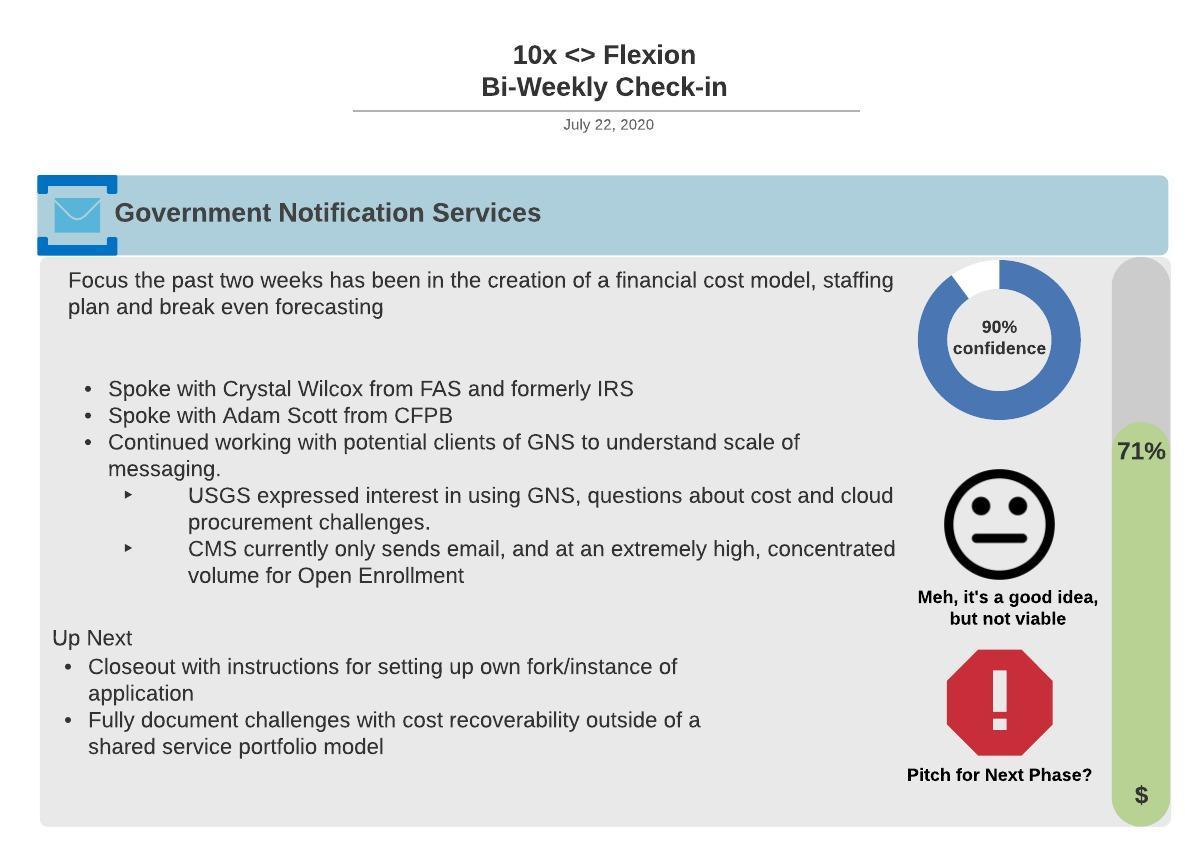 10x <> Flexion
Bi-Weekly Check-in
July 22, 2020
Government Notification Services
Focus the past two weeks has been in the creation of a financial cost model, staffing
plan and break even forecasting
• Spoke with Crystal Wilcox from FAS and formerly IRS
• Spoke with Adam Scott from CFPB
• Continued working with potential clients of GNS to understand scale of
messaging.
‣ USGS expressed interest in using GNS, questions about cost and cloud
procurement challenges.
‣ CMS currently only sends email, and at an extremely high, concentrated
volume for Open Enrollment
Up Next
• Closeout with instructions for setting up own fork/instance of
application
• Fully document challenges with cost recoverability outside of a
shared service portfolio model
90%
confidence
Meh, it's a good idea,
but not viable
!
Pitch for Next Phase?
71%
$